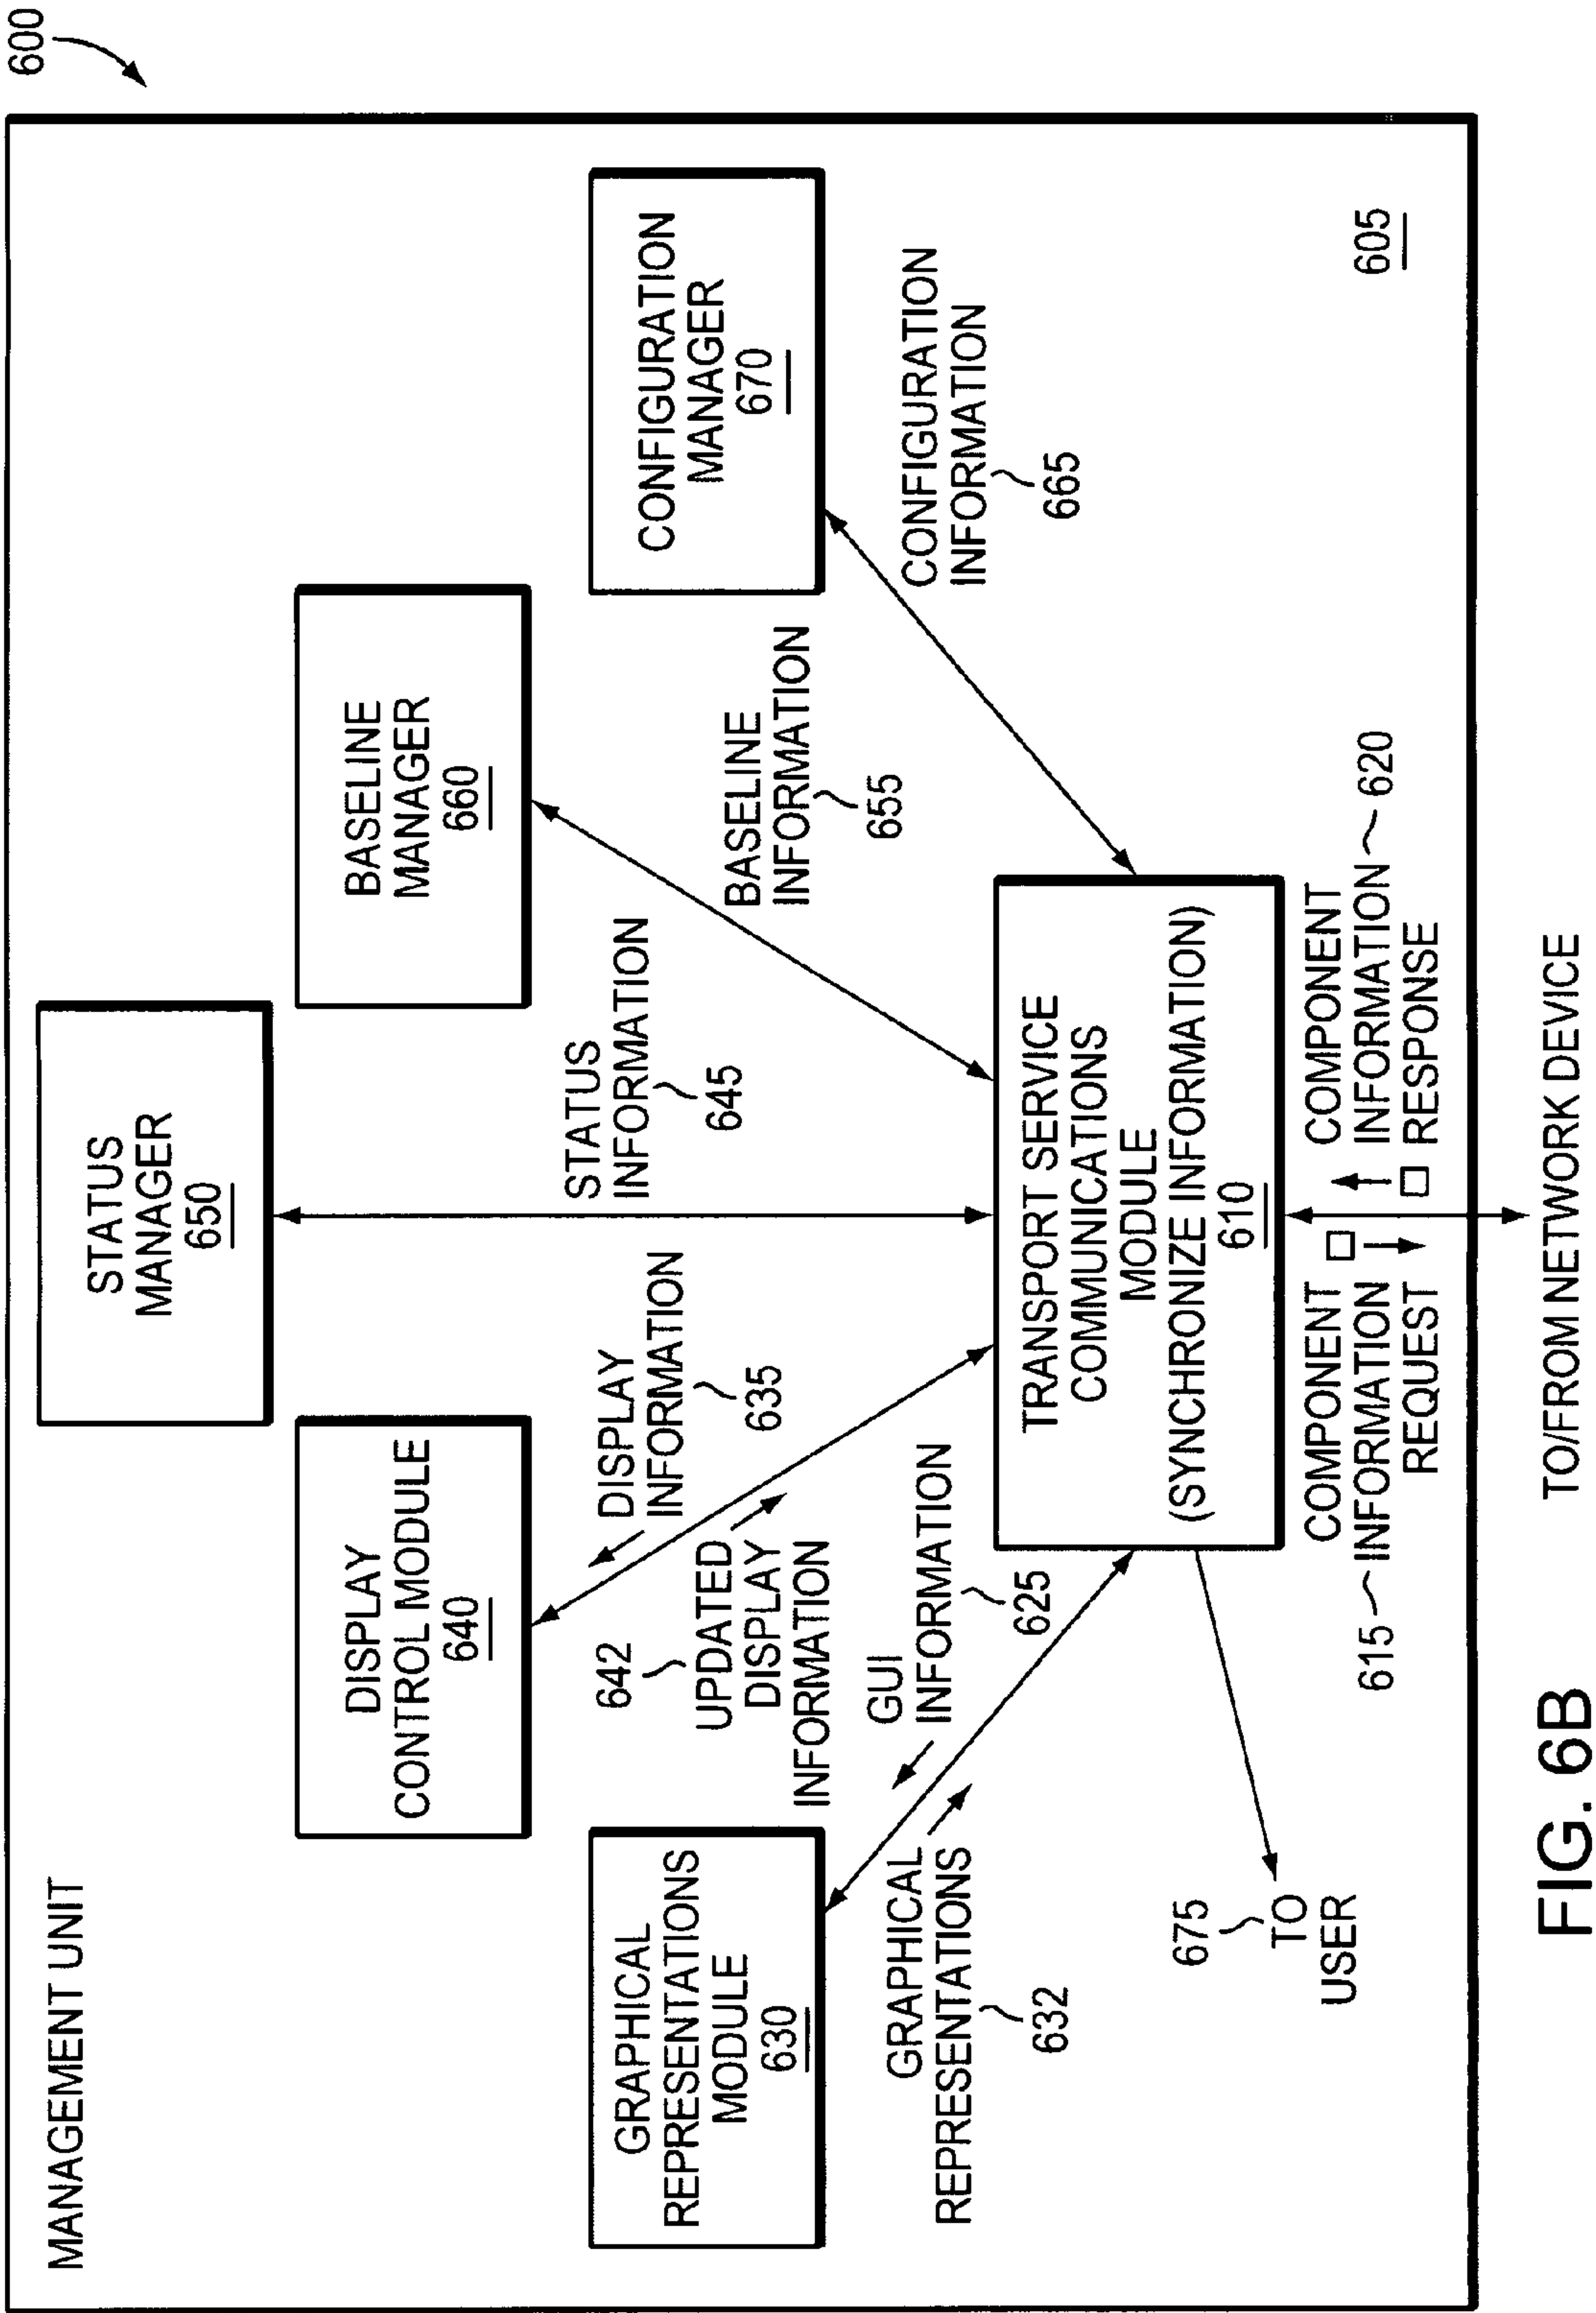 600
MANAGEMENT UNIT
STATUS
MANAGER
650
DISPLAY
CONTROL MODULE
640
BASELINE
MANAGER
660
GRAPHICAL
REPRESENTATIONS
MODULE
630
CONFIGURATION
MANAGER
670
STATUS
INFORMATION
645
DISPLAY
INFORMATION
635
642
UPDATED
DISPLAY
INFORMATION
BASELINE
INFORMATION
655
GUI
INFORMATION
625
GRAPHICAL
REPRESENTATIONS
632
CONFIGURATION
INFORMATION
665
TRANSPORT SERVICE
COMMUNICATIONS
MODULE
(SYNCHRONIZE INFORMATION)
610
675
TO
USER
COMPONENT
615 INFORMATION
REQUEST
COMPONENT
INFORMATION 620
RESPONSE
605
TO/FROM NETWORK DEVICE
FIG. 6B